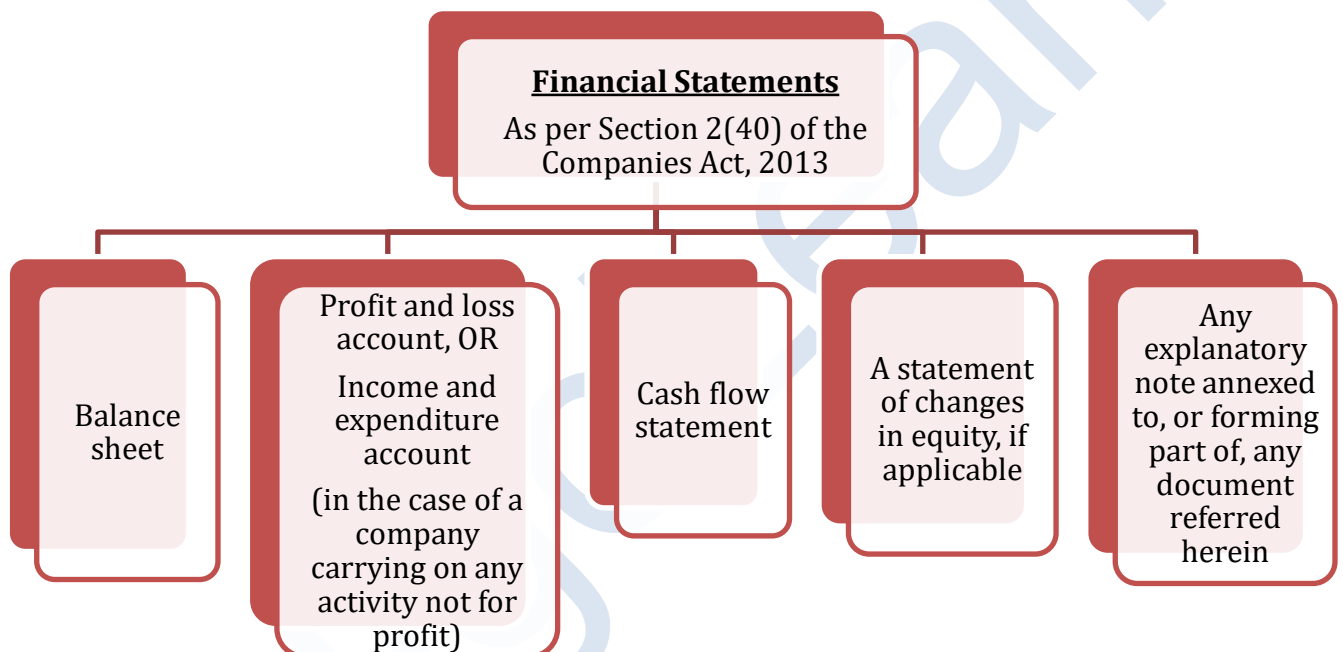 Financial Statements
As per Section 2(40) of the
Companies Act, 2013
Balance
sheet
Profit and loss
account, OR
Income and
expenditure
account
(in the case of a
company
carrying on any
activity not for
profit)
Cash flow
statement
A statement
of changes
in equity, if
applicable
Any
explanatory
note annexed
to, or forming
part of, any
document
referred
herein